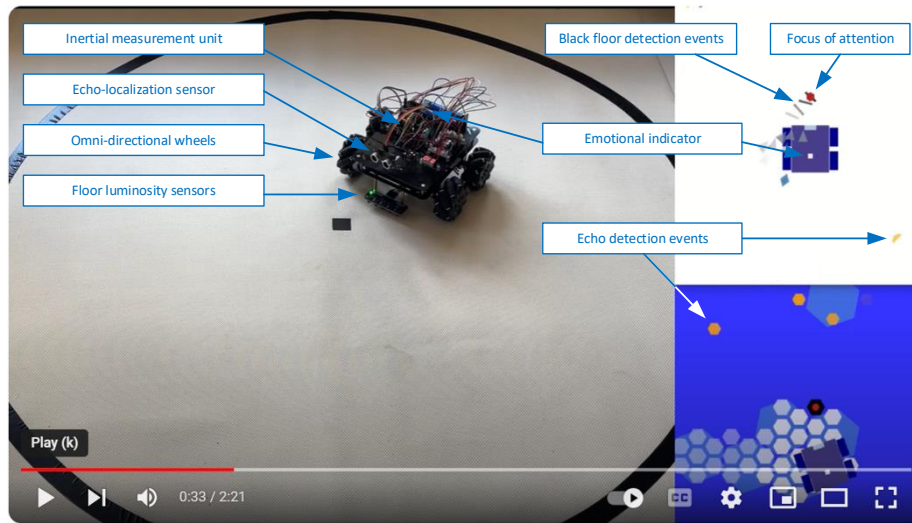 Inertial measurement unit
Black floor detection events
Focus of attention
Echo-localization sensor
Omni-directional wheels
Emotional indicator
Floor luminosity sensors
Echo detection events
Play (k)
0:33 / 2:21
CC